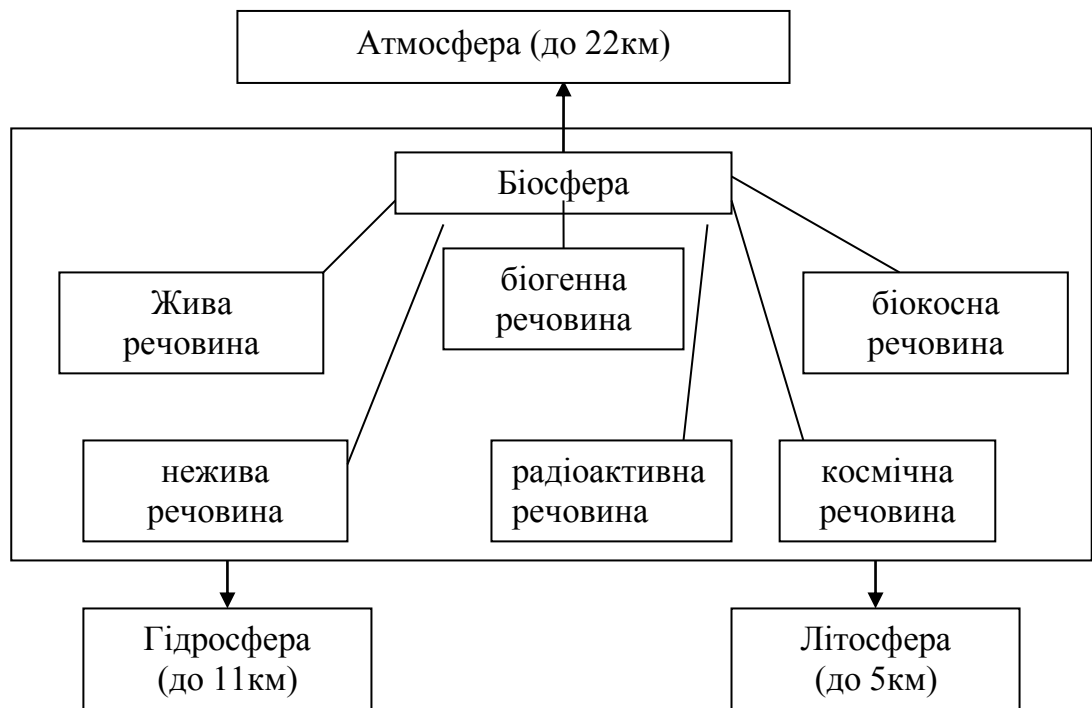 Атмосфера (до 22км)
Біосфера
Жива
речовина
біогенна
речовина
біокосна
речовина
нежива
речовина
радіоактивна
речовина
космічна
речовина
Гідросфера
(до 11км)
Літосфера
(до 5км)